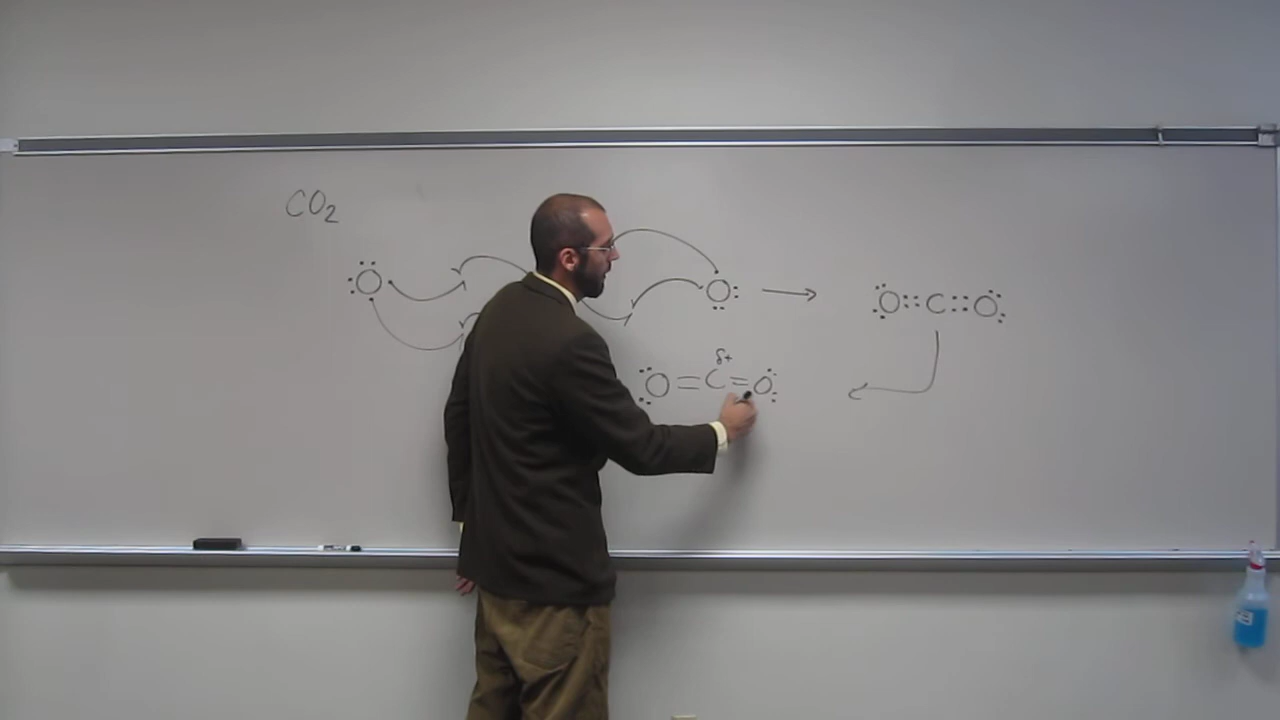 CO₂
O O → O::C::O
δ+
O=C=O